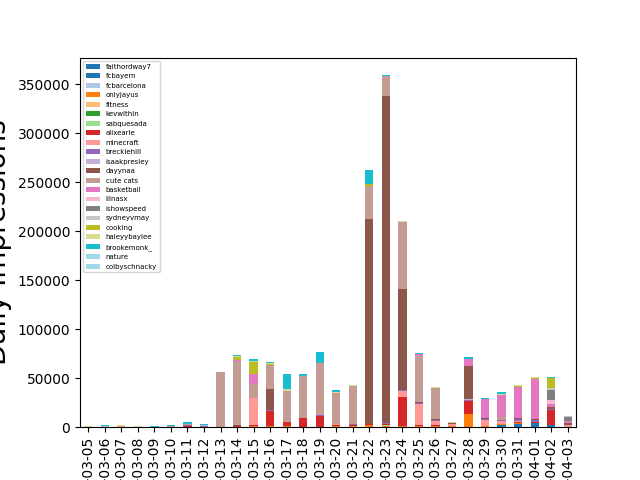 350000
300000
250000
200000
150000
100000
50000
0
Daily Impressions
faithordway7
fcbayern
fcbarcelona
onlyjayus
fitness
kevwithin
sabquesada
alixearle
minecraft
breckiehill
isaakpresley
dayynaa
cute cats
basketball
illnasx
ishowspeed
sydneyvmay
cooking
haleyybaylee
brookemonk_
nature
colbyschnacky
03-05
03-06
03-07
03-08
03-09
03-10
03-11
03-12
03-13
03-14
03-15
03-16
03-17
03-18
03-19
03-20
03-21
03-22
03-23
03-24
03-25
03-26
03-27
03-28
03-29
03-30
03-31
04-01
04-02
04-03